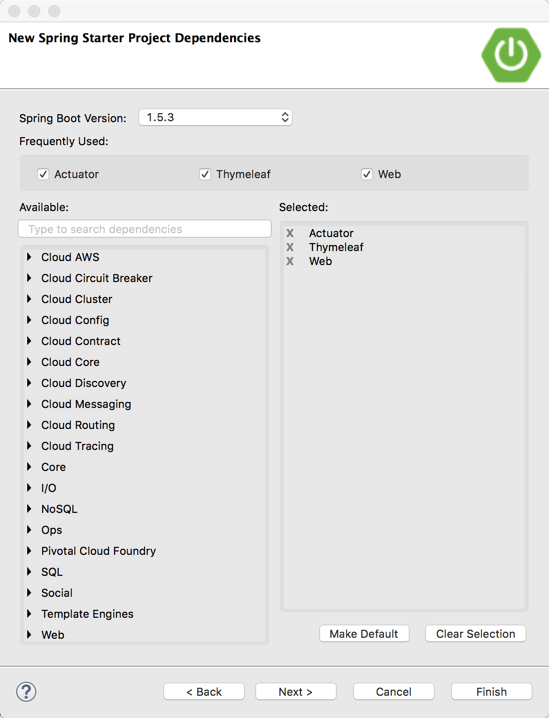 New Spring Starter Project Dependencies
Spring Boot Version: 1.5.3
Frequently Used:
Actuator Thymeleaf Web
Available: Selected:
Type to search dependencies
X Actuator
X Thymeleaf
X Web
Cloud AWS
Cloud Circuit Breaker
Cloud Cluster
Cloud Config
Cloud Contract
Cloud Core
Cloud Discovery
Cloud Messaging
Cloud Routing
Cloud Tracing
Core
I/O
NoSQL
Ops
Pivotal Cloud Foundry
SQL
Social
Template Engines
Web
Make Default Clear Selection
? < Back Next > Cancel Finish